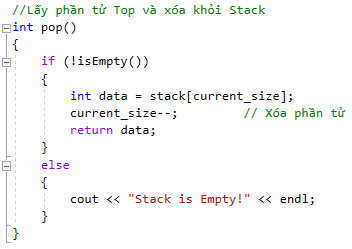 //Lấy phần tử Top và xóa khỏi Stack
int pop()
{
    if (!isEmpty())
    {
        int data = stack[current_size];
        current_size--;         // Xóa phần tử
        return data;
    }
    else
    {
        cout << "Stack is Empty!" << endl;
    }
}